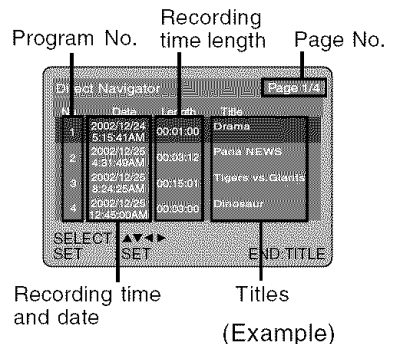 Recording
Program No. time length Page No.
Direct Navigator Page 1/4
No. Date Length Title
1 2002/12/24 5:15:41AM 00:01:00 Drama
2 2002/12/25 4:31:49AM 00:03:12 Pana NEWS
3 2002/12/25 8:24:25AM 00:15:01 Tigers vs. Giants
4 2002/12/25 12:45:00AM 00:03:00 Dinosaur
SELECT:▲▼◀▶
SET :SET END:TITLE
Recording time Titles
and date
(Example)